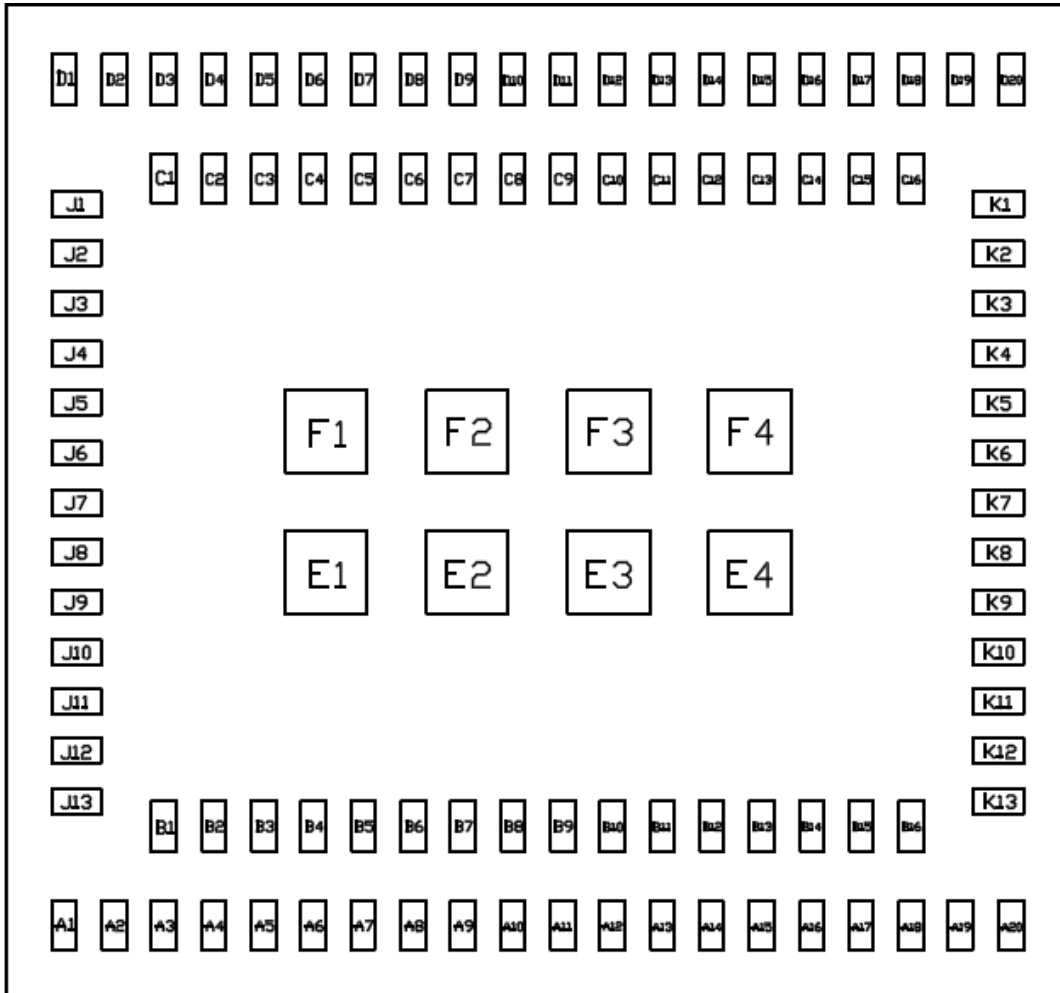 D1 D2 D3 D4 D5 D6 D7 D8 D9 D10 D11 D12 D13 D14 D15 D16 D17 D18 D19 D20
C1 C2 C3 C4 C5 C6 C7 C8 C9 C10 C11 C12 C13 C14 C15 C16
J1 K1
J2 K2
J3 K3
J4 K4
J5 K5
F1 F2 F3 F4
J6 K6
J7 K7
J8 K8
E1 E2 E3 E4
J9 K9
J10 K10
J11 K11
J12 K12
J13 K13
B1 B2 B3 B4 B5 B6 B7 B8 B9 B10 B11 B12 B13 B14 B15 B16
A1 A2 A3 A4 A5 A6 A7 A8 A9 A10 A11 A12 A13 A14 A15 A16 A17 A18 A19 A20